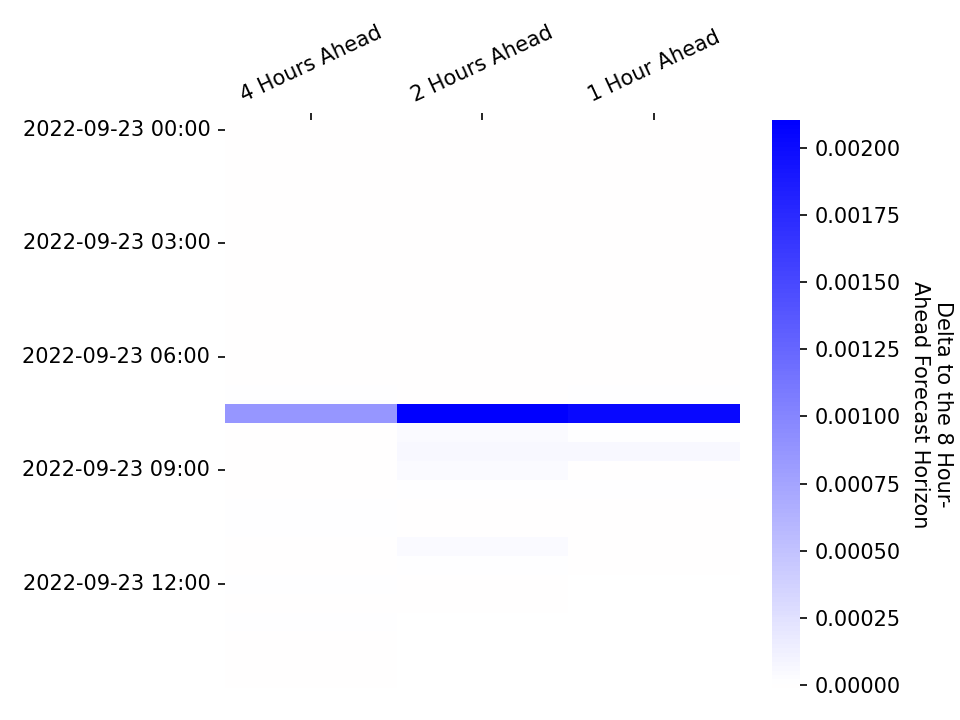 4 Hours Ahead
2 Hours Ahead
1 Hour Ahead
2022-09-23 00:00
2022-09-23 03:00
2022-09-23 06:00
2022-09-23 09:00
2022-09-23 12:00
0.00200
0.00175
0.00150
0.00125
0.00100
0.00075
0.00050
0.00025
0.00000
Delta to the 8 Hour-
Ahead Forecast Horizon